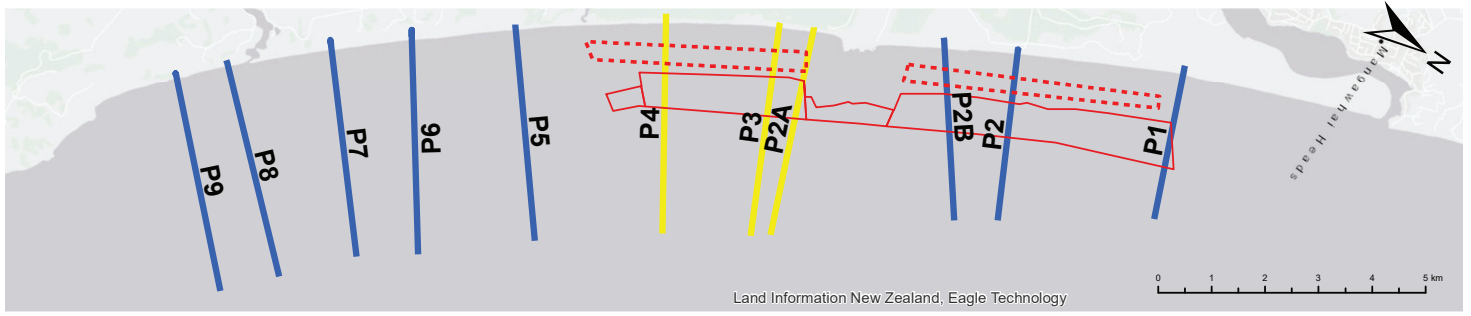 P9
P8
P7
P6
P5
P4
P3
P2A
P2B
P2
P1
Mangawhai Heads
N
0 1 2 3 4 5 km
Land Information New Zealand, Eagle Technology